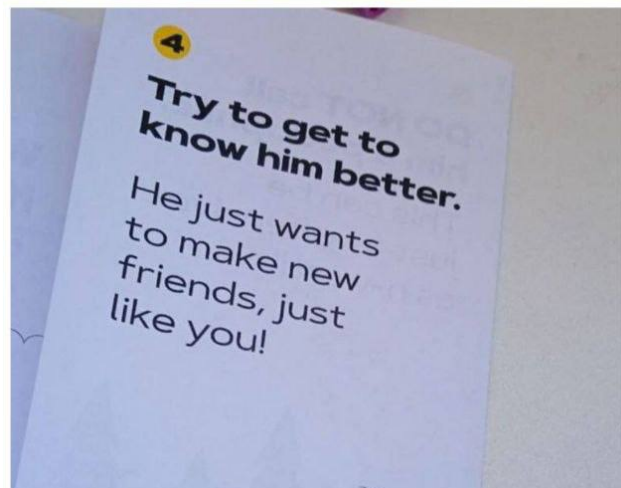 4
Try to get to
know him better.
He just wants
to make new
friends, just
like you!